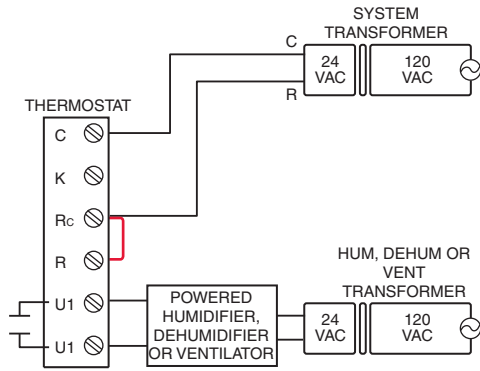 SYSTEM
TRANSFORMER
C
24
VAC
120
VAC
R
THERMOSTAT
C
K
Rc
R
U1
U1
POWERED
HUMIDIFIER,
DEHUMIDIFIER
OR VENTILATOR
HUM, DEHUM OR
VENT
TRANSFORMER
24
VAC
120
VAC